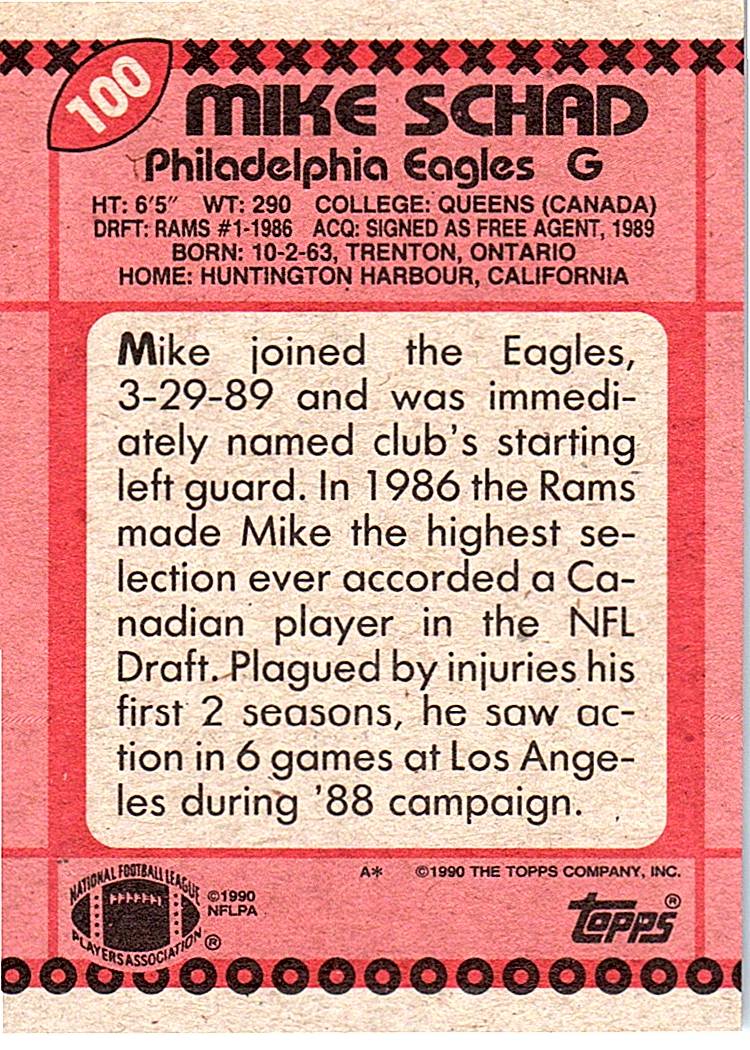 100
MIKE SCHAD
Philadelphia Eagles G
HT: 6'5" WT: 290 COLLEGE: QUEENS (CANADA)
DRFT: RAMS #1-1986 ACQ: SIGNED AS FREE AGENT, 1989
BORN: 10-2-63, TRENTON, ONTARIO
HOME: HUNTINGTON HARBOUR, CALIFORNIA
Mike joined the Eagles,
3-29-89 and was immedi-
ately named club's starting
left guard. In 1986 the Rams
made Mike the highest se-
lection ever accorded a Ca-
nadian player in the NFL
Draft. Plagued by injuries his
first 2 seasons, he saw ac-
tion in 6 games at Los Ange-
les during '88 campaign.
A* ©1990 THE TOPPS COMPANY, INC.
NATIONAL FOOTBALL LEAGUE
PLAYERS ASSOCIATION ®
©1990
NFLPA
topps ®